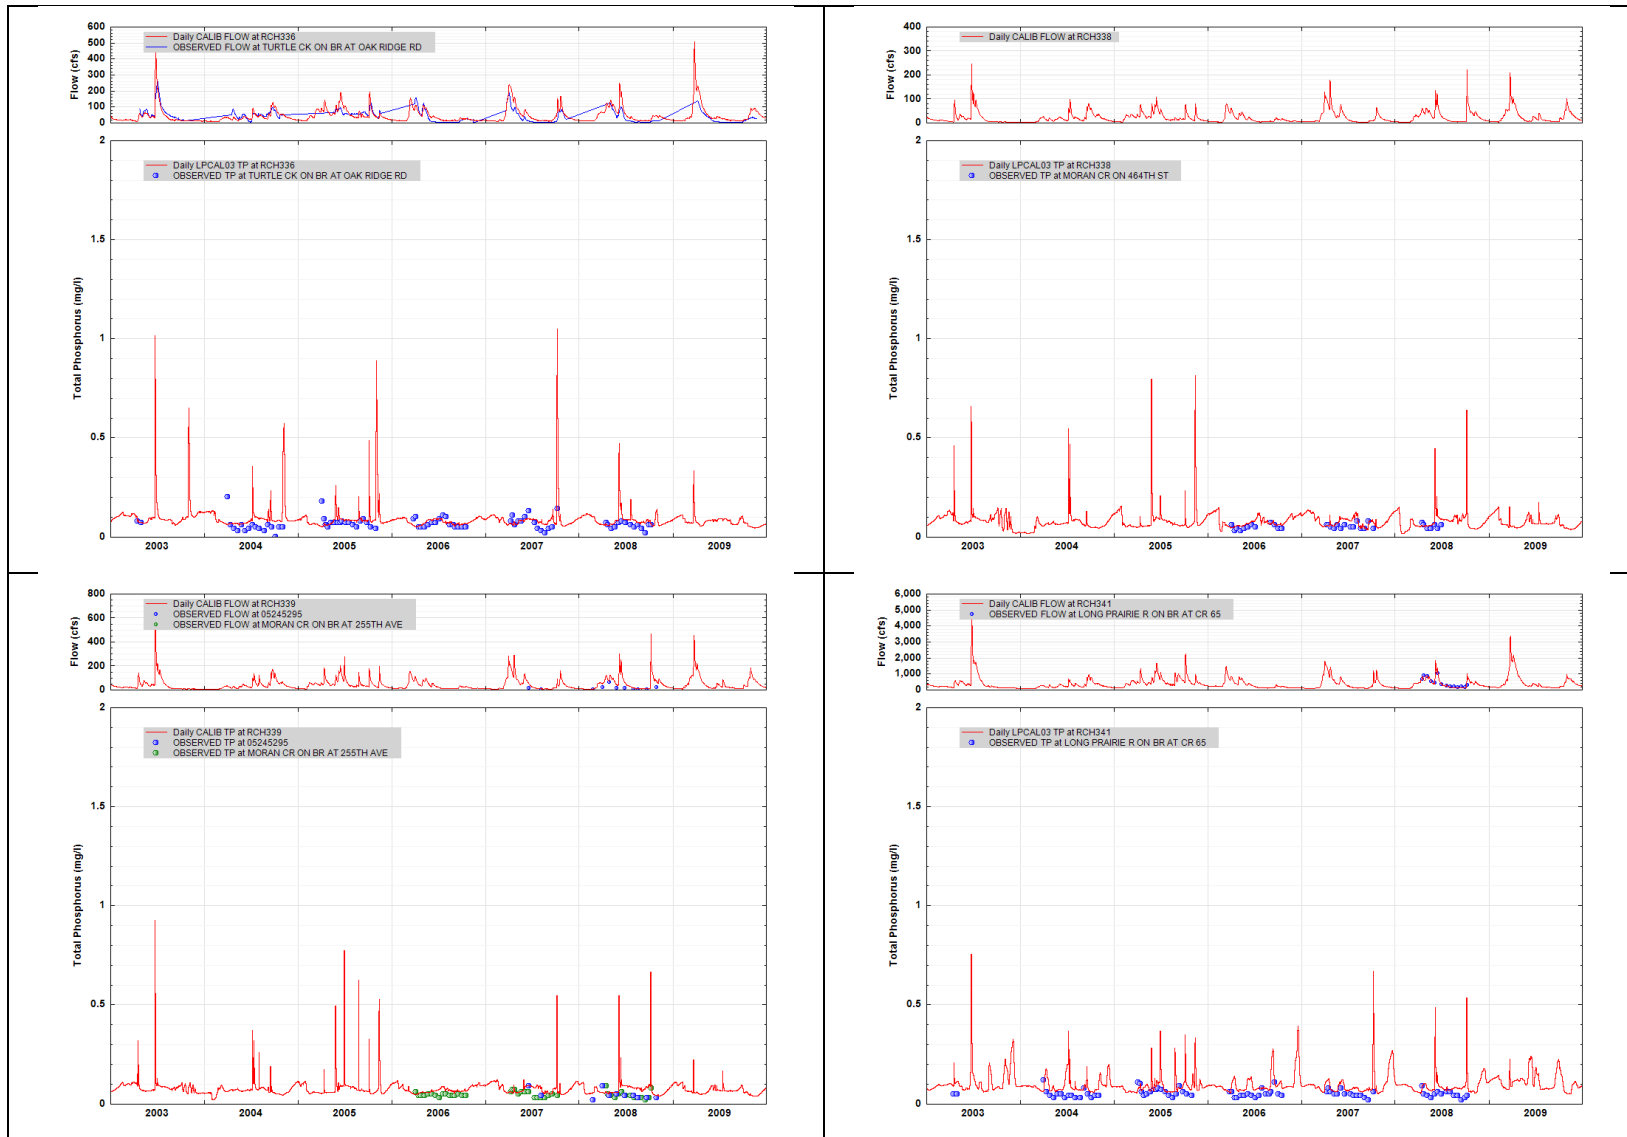 600
500
400
300
200
100
0
Flow (cfs)
Daily CALIB FLOW at RCH336
OBSERVED FLOW at TURTLE CK ON BR AT OAK RIDGE RD
2
1.5
1
0.5
0
Total Phosphorus (mg/l)
Daily LPCAL03 TP at RCH336
OBSERVED TP at TURTLE CK ON BR AT OAK RIDGE RD
2003 2004 2005 2006 2007 2008 2009
400
300
200
100
0
Flow (cfs)
Daily CALIB FLOW at RCH338
2
1.5
1
0.5
0
Total Phosphorus (mg/l)
Daily LPCAL03 TP at RCH338
OBSERVED TP at MORAN CR ON 464TH ST
2003 2004 2005 2006 2007 2008 2009
800
600
400
200
0
Flow (cfs)
Daily CALIB FLOW at RCH339
OBSERVED FLOW at 05245295
OBSERVED FLOW at MORAN CR ON BR AT 255TH AVE
2
1.5
1
0.5
0
Total Phosphorus (mg/l)
Daily CALIB TP at RCH339
OBSERVED TP at 05245295
OBSERVED TP at MORAN CR ON BR AT 255TH AVE
2003 2004 2005 2006 2007 2008 2009
6,000
5,000
4,000
3,000
2,000
1,000
0
Flow (cfs)
Daily CALIB FLOW at RCH341
OBSERVED FLOW at LONG PRAIRIE R ON BR AT CR 65
2
1.5
1
0.5
0
Total Phosphorus (mg/l)
Daily LPCAL03 TP at RCH341
OBSERVED TP at LONG PRAIRIE R ON BR AT CR 65
2003 2004 2005 2006 2007 2008 2009